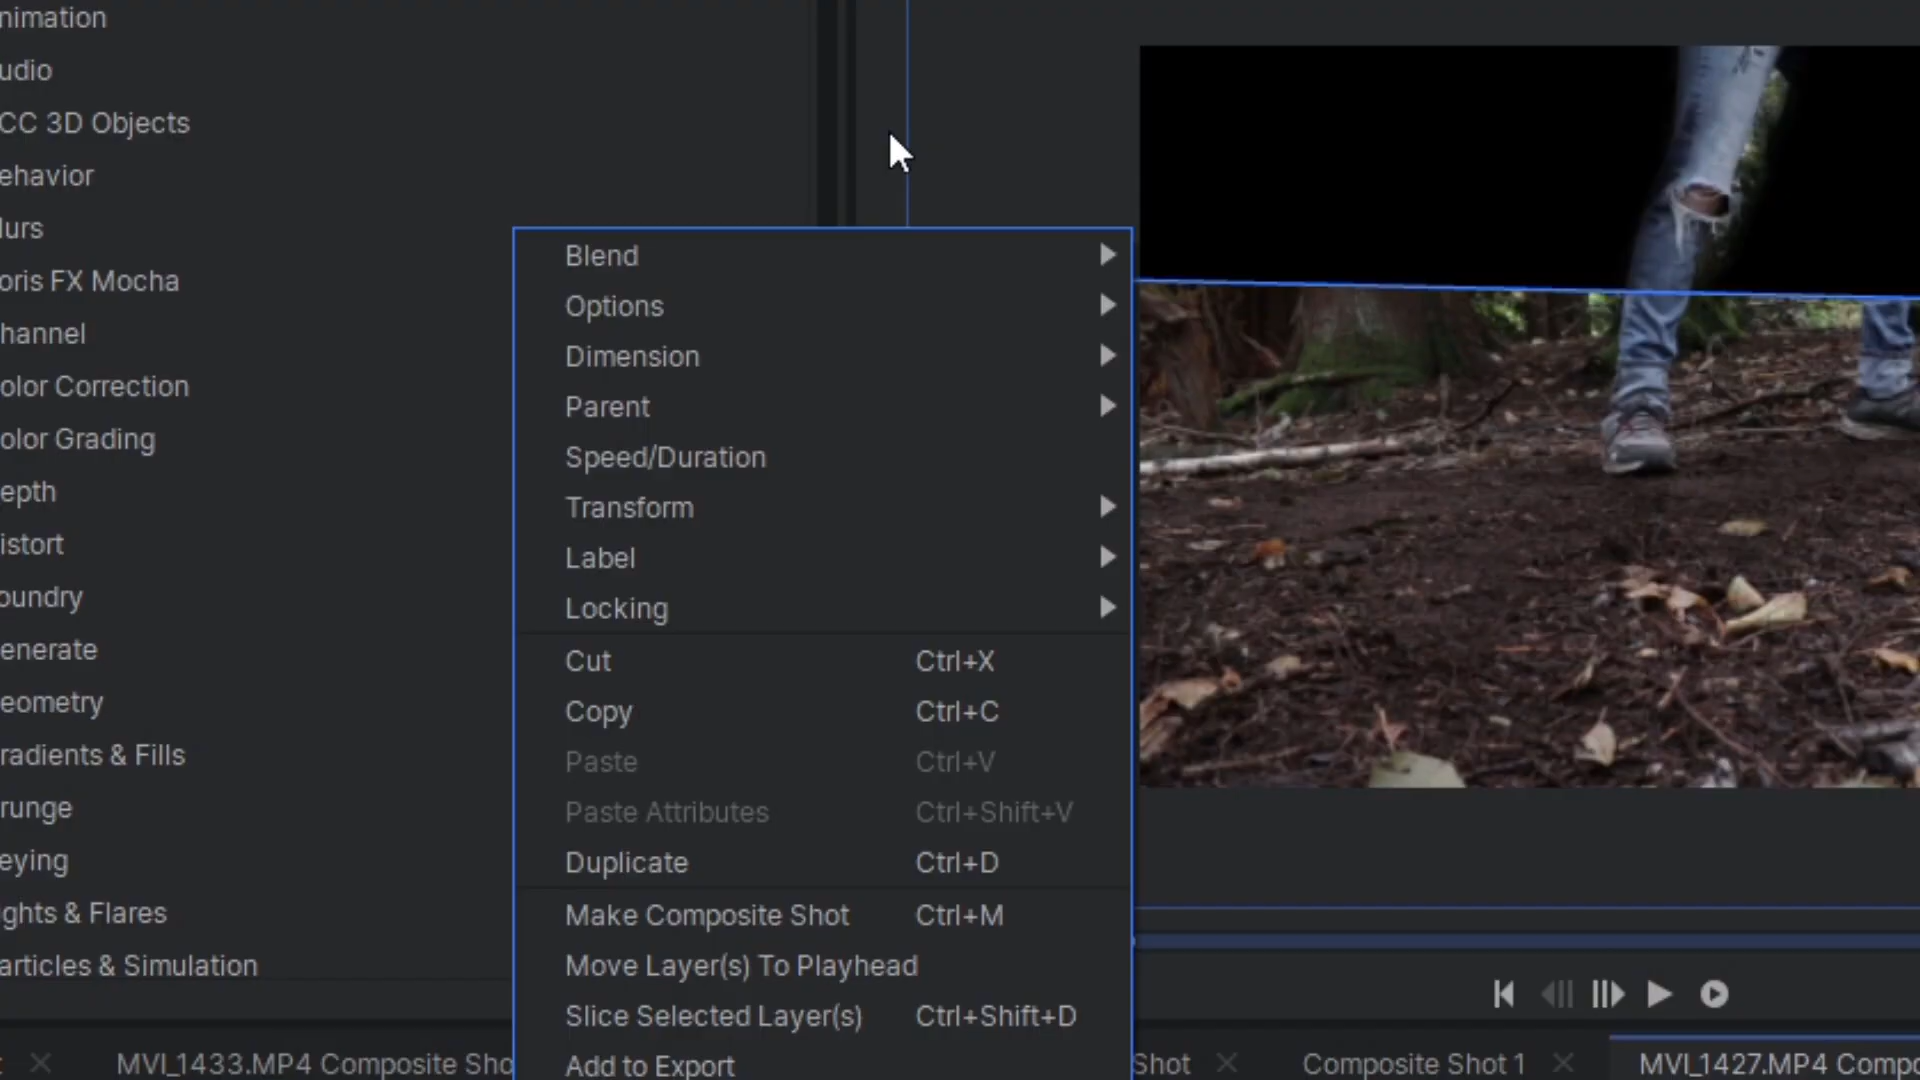 nimation
udio
CC 3D Objects
ehavior
lurs
oris FX Mocha
hannel
olor Correction
olor Grading
epth
istort
oundry
enerate
eometry
radients & Fills
runge
eying
ights & Flares
articles & Simulation
Blend
Options
Dimension
Parent
Speed/Duration
Transform
Label
Locking
Cut Ctrl+X
Copy Ctrl+C
Paste Ctrl+V
Paste Attributes Ctrl+Shift+V
Duplicate Ctrl+D
Make Composite Shot Ctrl+M
Move Layer(s) To Playhead
Slice Selected Layer(s) Ctrl+Shift+D
Add to Export
MVI_1433.MP4 Composite Sho
Shot
Composite Shot 1
MVI_1427.MP4 Compo